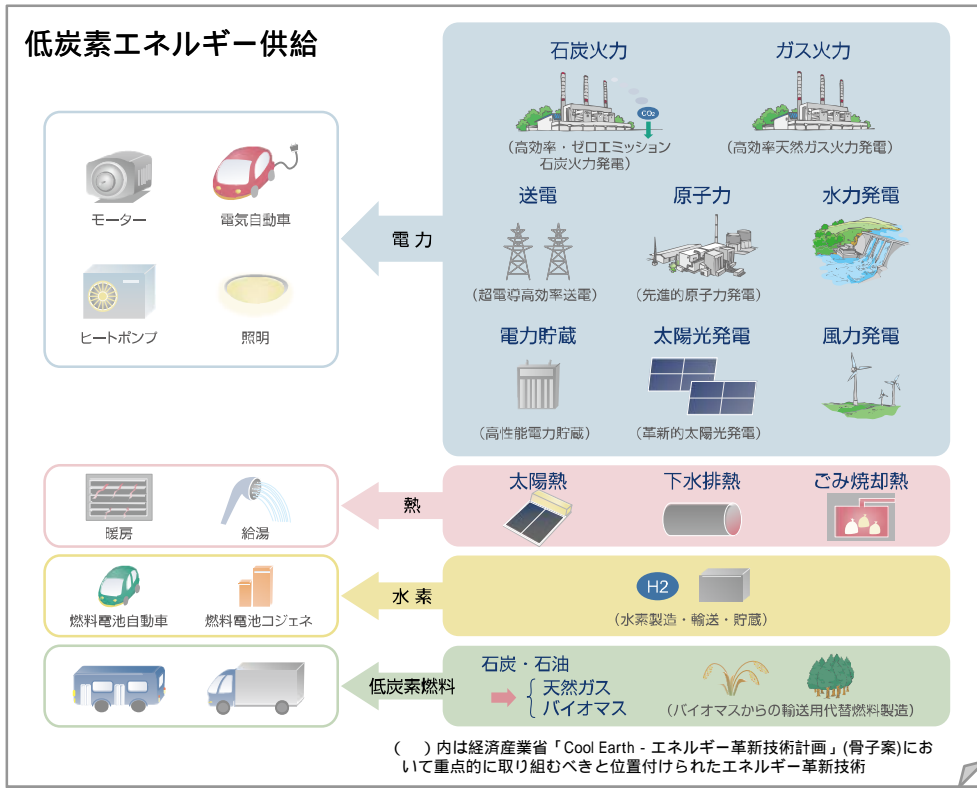 低炭素エネルギー供給
石炭火力
ガス火力
CO₂
(高効率・ゼロエミッション
石炭火力発電)
(高効率天然ガス火力発電)
モーター
電気自動車
ヒートポンプ
照明
電力
送電
原子力
水力発電
(超電導高効率送電)
(先進的原子力発電)
電力貯蔵
太陽光発電
風力発電
(高性能電力貯蔵)
(革新的太陽光発電)
暖房
給湯
熱
太陽熱
下水排熱
ごみ焼却熱
燃料電池自動車
燃料電池コジェネ
水素
H2
(水素製造・輸送・貯蔵)
低炭素燃料
石炭・石油
天然ガス
バイオマス
(バイオマスからの輸送用代替燃料製造)
(　)内は経済産業省「Cool Earth - エネルギー革新技術計画」(骨子案)にお
いて重点的に取り組むべきと位置付けられたエネルギー革新技術